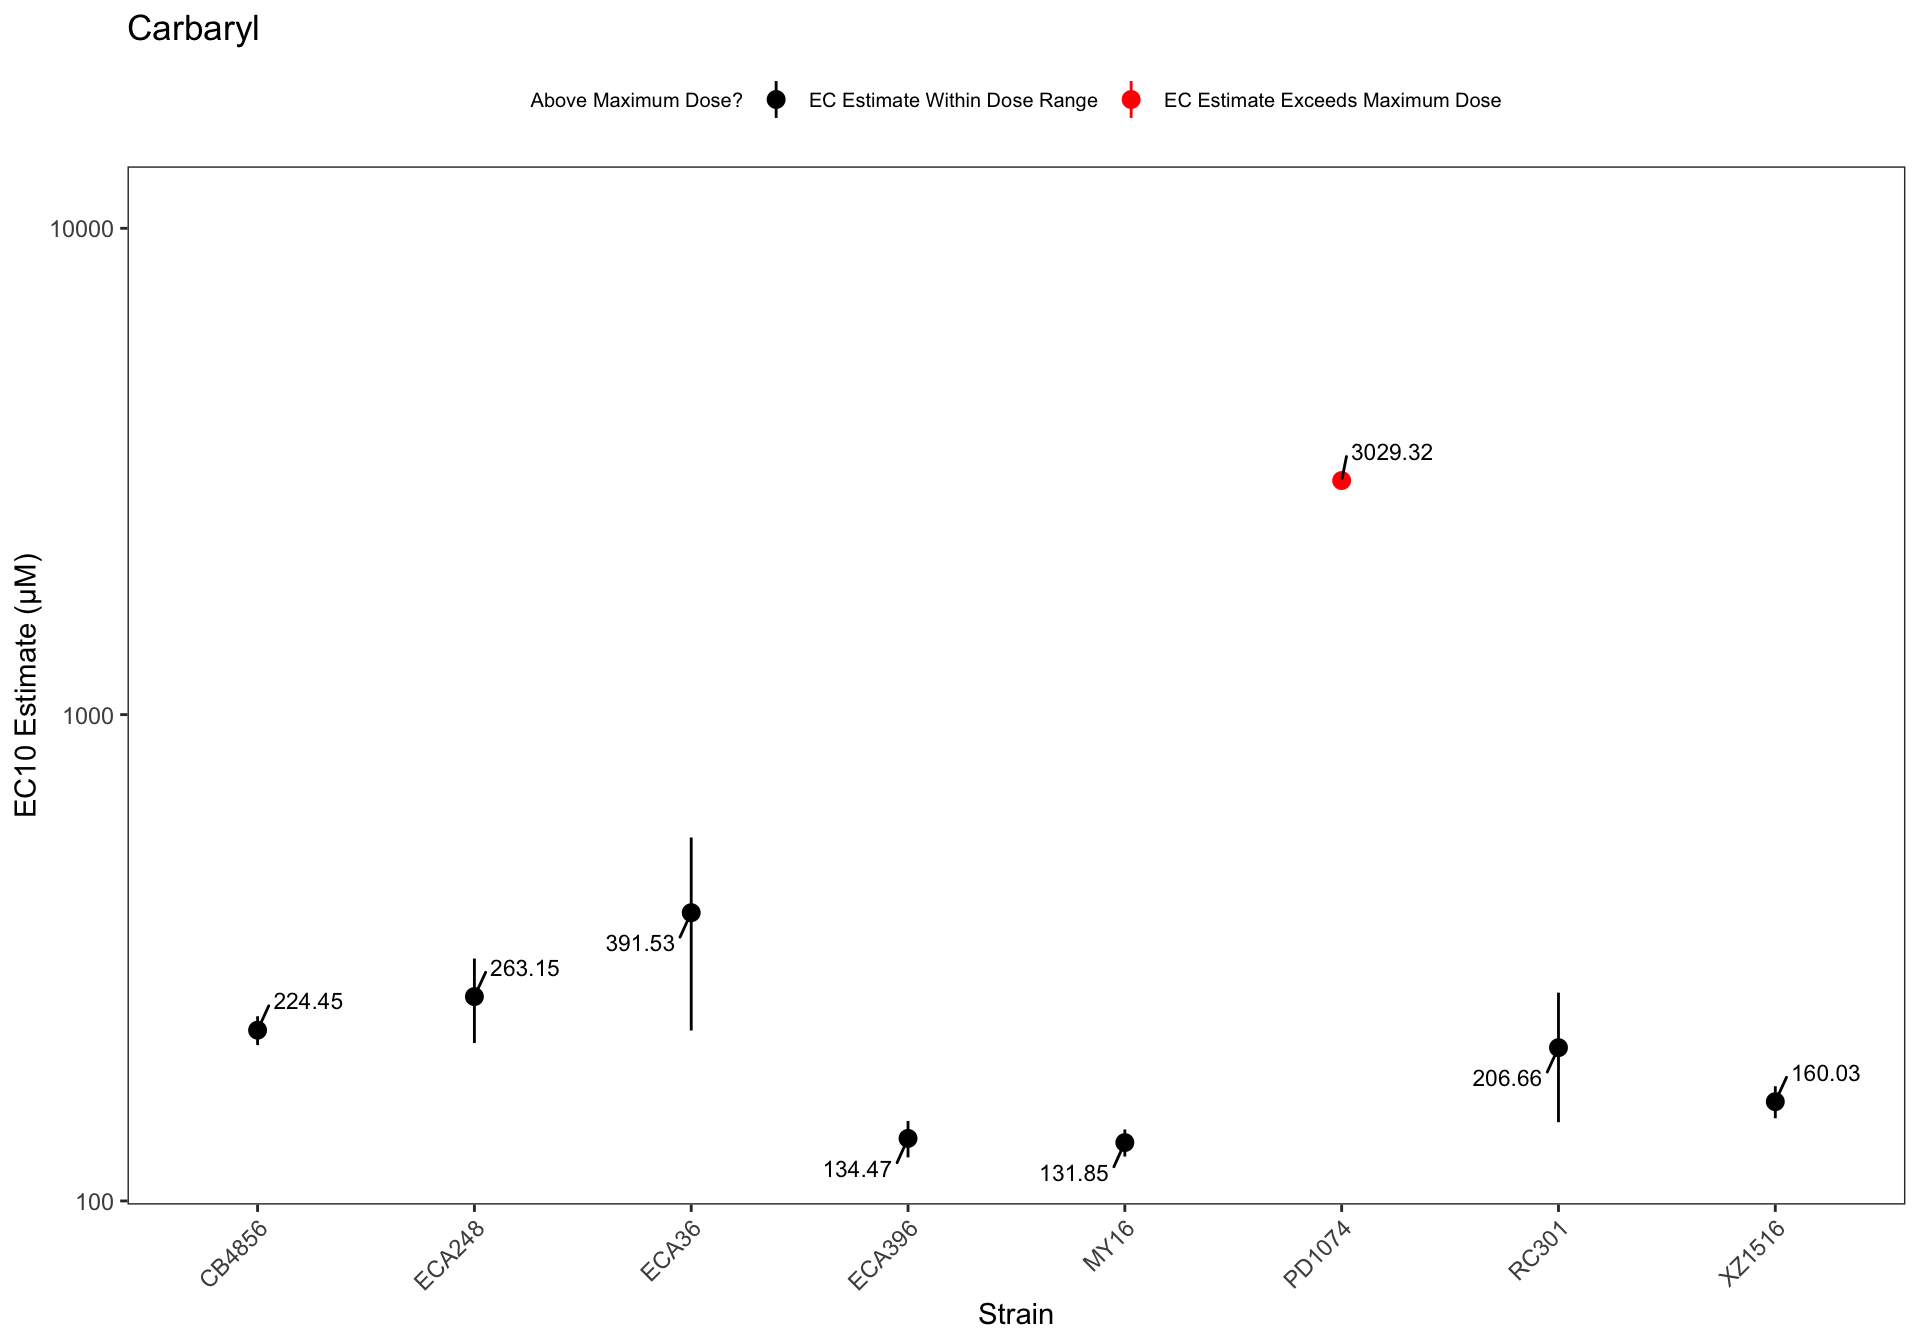 Carbaryl
Above Maximum Dose? EC Estimate Within Dose Range EC Estimate Exceeds Maximum Dose
EC10 Estimate (µM)
10000
1000
100
3029.32
391.53
263.15
224.45
206.66
160.03
134.47
131.85
CB4856
ECA248
ECA36
ECA396
MY16
PD1074
RC301
XZ1516
Strain